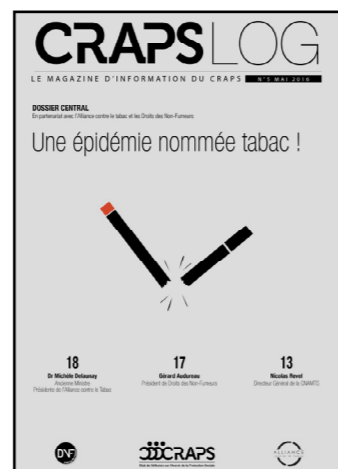 CRAPSLOG
LE MAGAZINE D'INFORMATION DU CRAPS N°5 MAI 2016
DOSSIER CENTRAL
En partenariat avec l'Alliance contre le tabac et les Droits des Non-Fumeurs
Une épidémie nommée tabac !
18
Dr Michèle Delaunay
Ancienne Ministre
Présidente de l'Alliance contre le Tabac
17
Gérard Audureau
Président de Droits des Non-Fumeurs
13
Nicolas Revel
Directeur Général de la CNAMTS
DNF
CRAPS
ALLIANCE